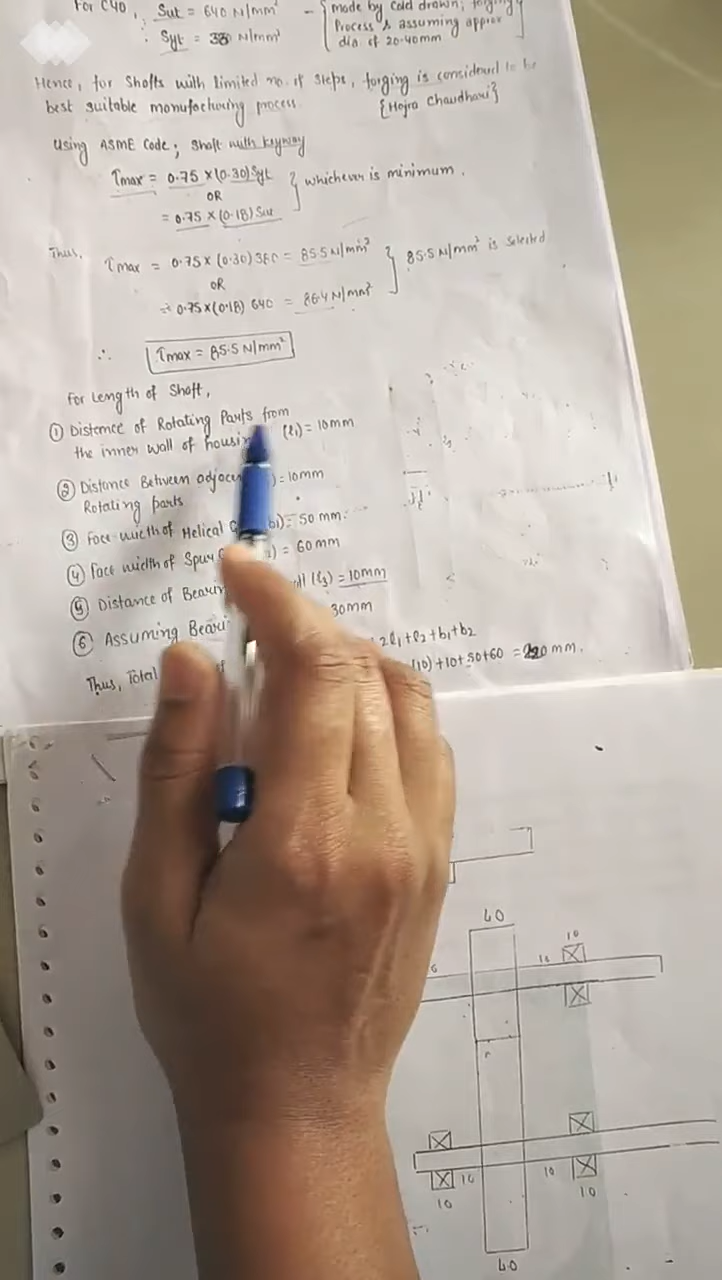 For C40, Sut = 640 N/mm² - made by Cold drawn, forging
∴ Syt = 380 N/mm² Process & assuming approx
dia. of 20-40mm
Hence, for Shafts with limited no. of steps, forging is considered to be
best suitable manufacturing process. {Hajra Chaudhari}
Using ASME Code; Shaft with keyway
τmax = 0.75 × (0.30) Syt } whichever is minimum.
OR
= 0.75 × (0.18) Sut
Thus, τmax = 0.75 × (0.30) 380 = 85.5 N/mm² } 85.5 N/mm² is selected
OR
= 0.75 × (0.18) 640 = 86.4 N/mm²
∴ τmax = 85.5 N/mm²
For Length of Shaft,
① Distance of Rotating Parts from
the inner wall of housin (ℓ1) = 10mm
② Distance Between adjace ) = 10mm
Rotating parts
③ Face width of Helical G b1) = 50 mm.
④ Face width of Spur G ) = 60 mm
⑤ Distance of Bearin ll (ℓ3) = 10mm
⑥ Assuming Beari 30mm
Thus, Total 2ℓ1 + ℓ2 + b1 + b2
(10) + 10 + 50 + 60 = mm.
40
10
10
10
10
10
10
10
40